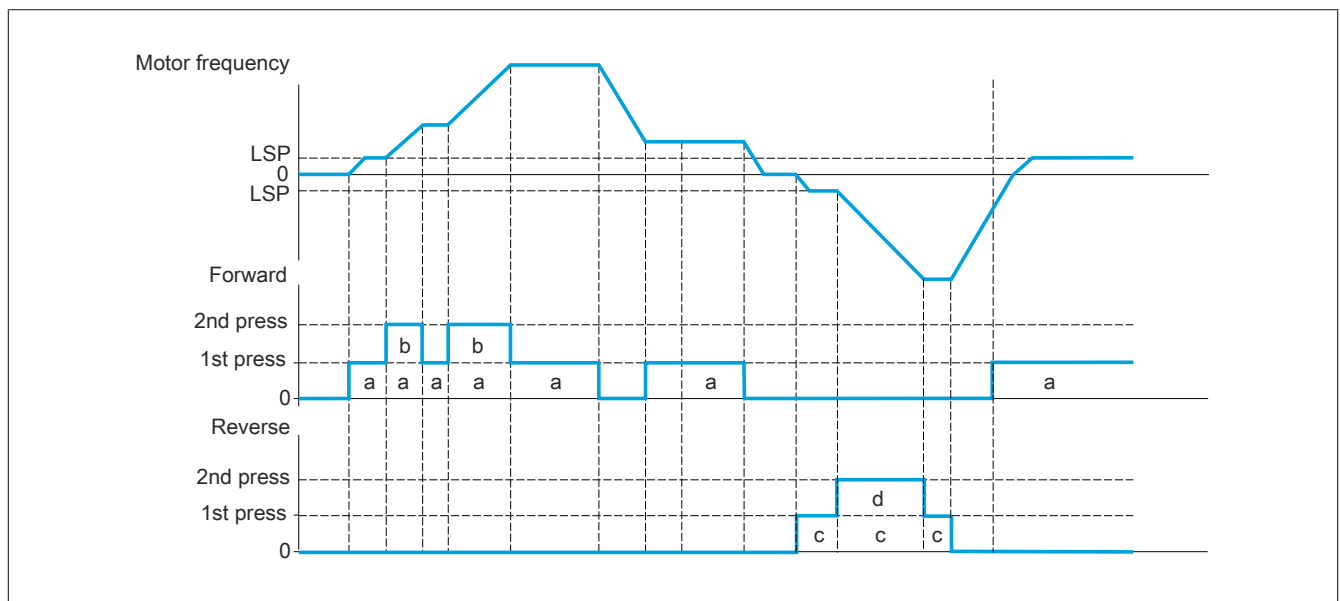 Motor frequency
LSP
0
LSP
Forward
2nd press
b b
1st press
a a a a a a a
0
Reverse
2nd press
d
1st press
c c c
0